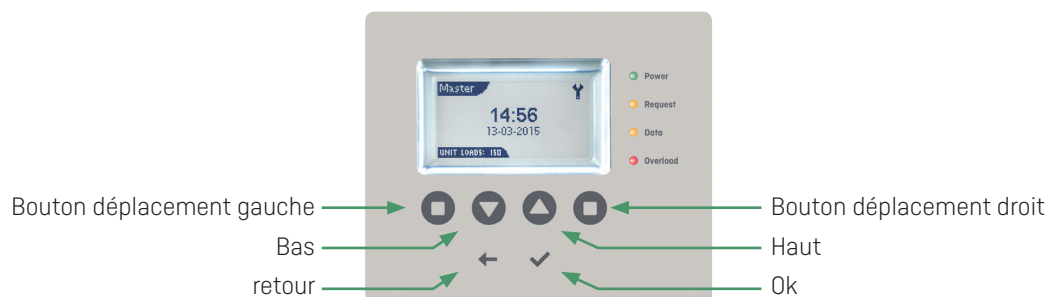 Master
14:56
13-03-2015
UNIT LOADS: 150
Power
Request
Data
Overload
Bouton déplacement gauche
Bouton déplacement droit
Bas
Haut
retour
Ok